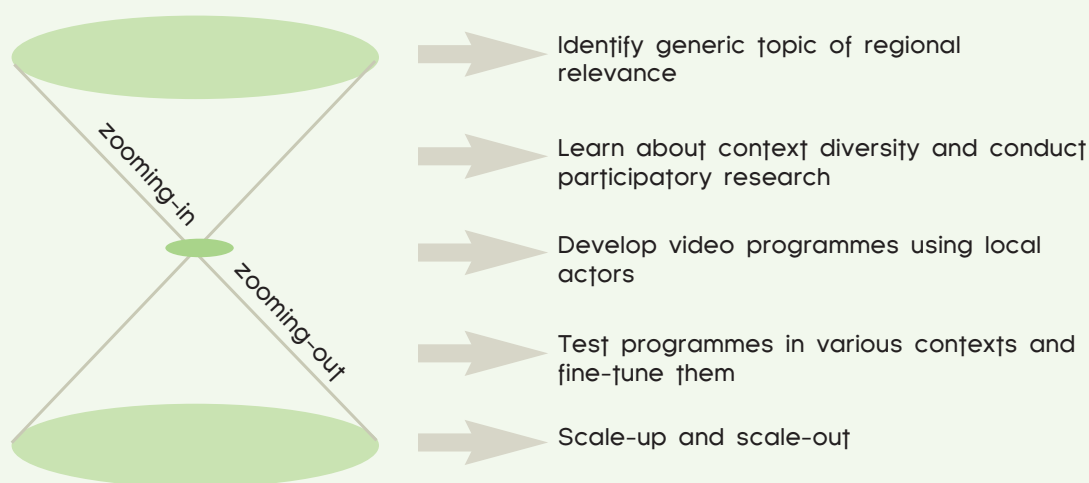 Identify generic topic of regional
relevance
zooming-in
Learn about context diversity and conduct
participatory research
Develop video programmes using local
actors
zooming-out
Test programmes in various contexts and
fine-tune them
Scale-up and scale-out